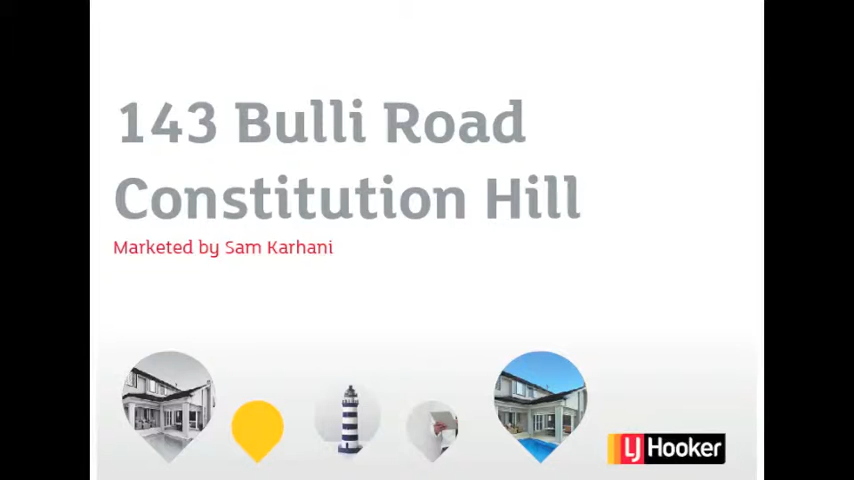 143 Bulli Road
Constitution Hill
Marketed by Sam Karhani
LJ Hooker